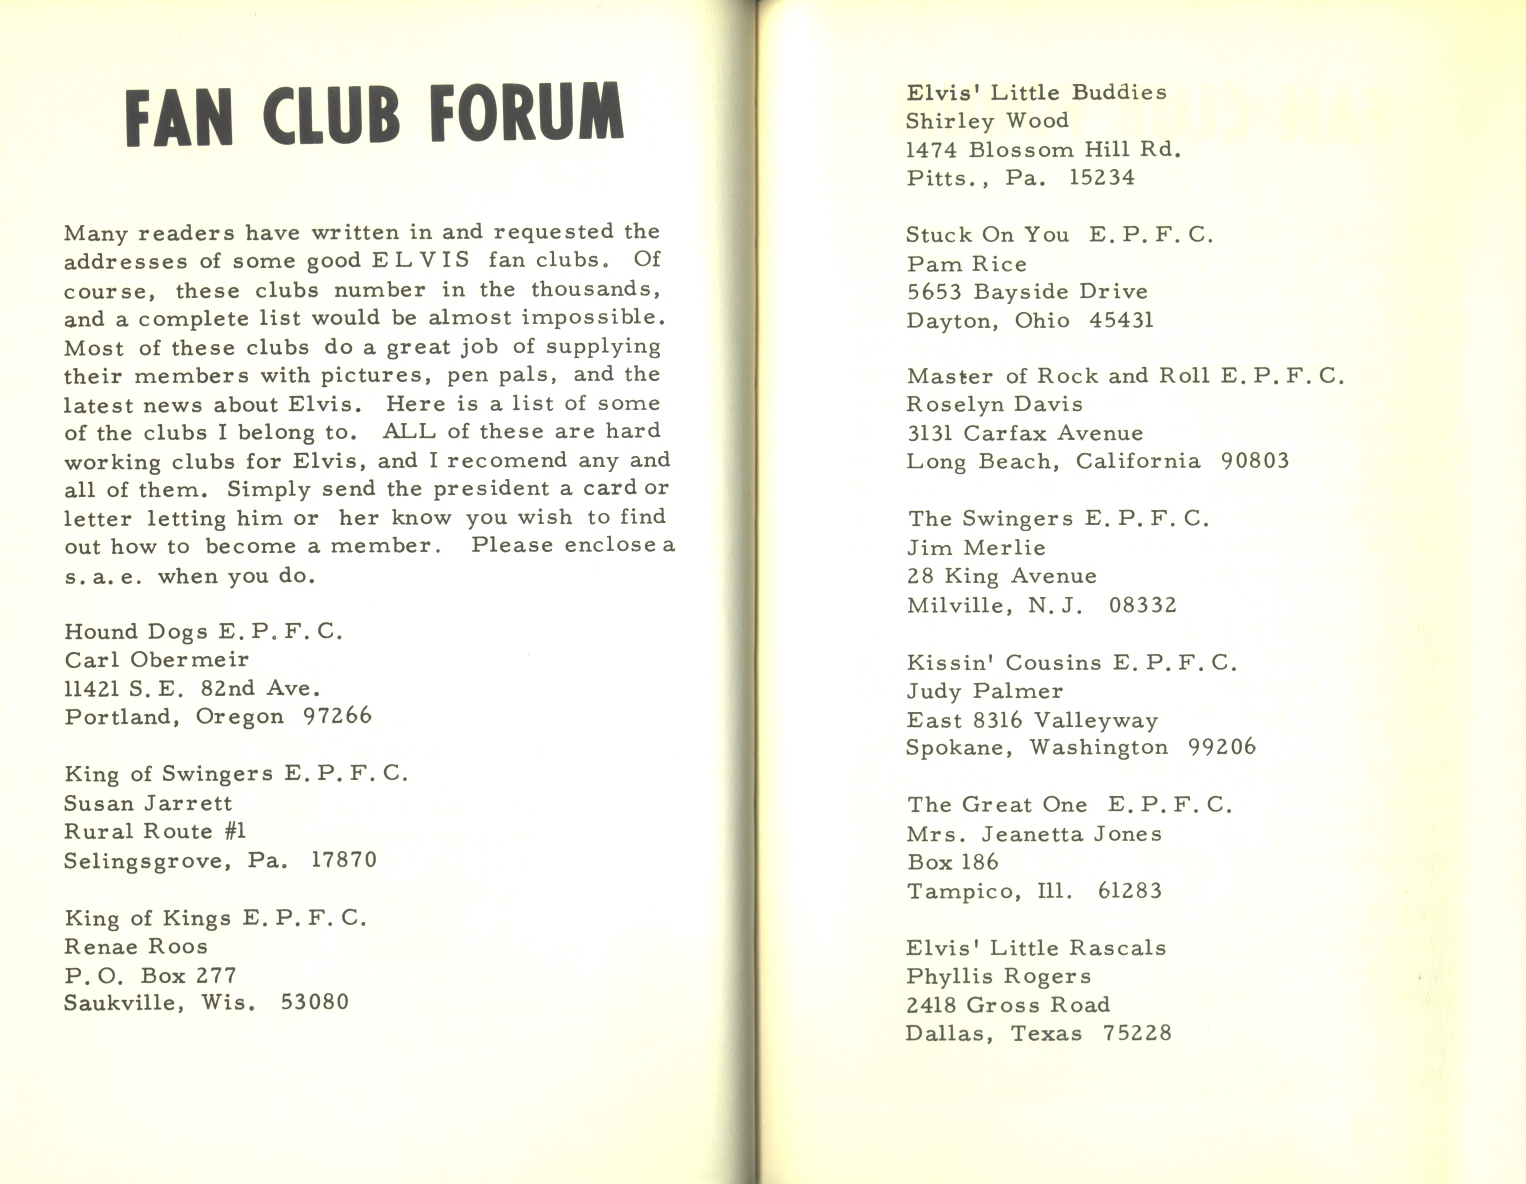 FAN CLUB FORUM
Many readers have written in and requested the
addresses of some good ELVIS fan clubs. Of
course, these clubs number in the thousands,
and a complete list would be almost impossible.
Most of these clubs do a great job of supplying
their members with pictures, pen pals, and the
latest news about Elvis. Here is a list of some
of the clubs I belong to. ALL of these are hard
working clubs for Elvis, and I recomend any and
all of them. Simply send the president a card or
letter letting him or her know you wish to find
out how to become a member. Please enclose a
s.a.e. when you do.
Hound Dogs E.P.F.C.
Carl Obermeir
11421 S.E. 82nd Ave.
Portland, Oregon 97266
King of Swingers E.P.F.C.
Susan Jarrett
Rural Route #1
Selingsgrove, Pa. 17870
King of Kings E.P.F.C.
Renae Roos
P.O. Box 277
Saukville, Wis. 53080
Elvis' Little Buddies
Shirley Wood
1474 Blossom Hill Rd.
Pitts., Pa. 15234
Stuck On You E.P.F.C.
Pam Rice
5653 Bayside Drive
Dayton, Ohio 45431
Master of Rock and Roll E.P.F.C.
Roselyn Davis
3131 Carfax Avenue
Long Beach, California 90803
The Swingers E.P.F.C.
Jim Merlie
28 King Avenue
Milville, N.J. 08332
Kissin' Cousins E.P.F.C.
Judy Palmer
East 8316 Valleyway
Spokane, Washington 99206
The Great One E.P.F.C.
Mrs. Jeanetta Jones
Box 186
Tampico, Ill. 61283
Elvis' Little Rascals
Phyllis Rogers
2418 Gross Road
Dallas, Texas 75228